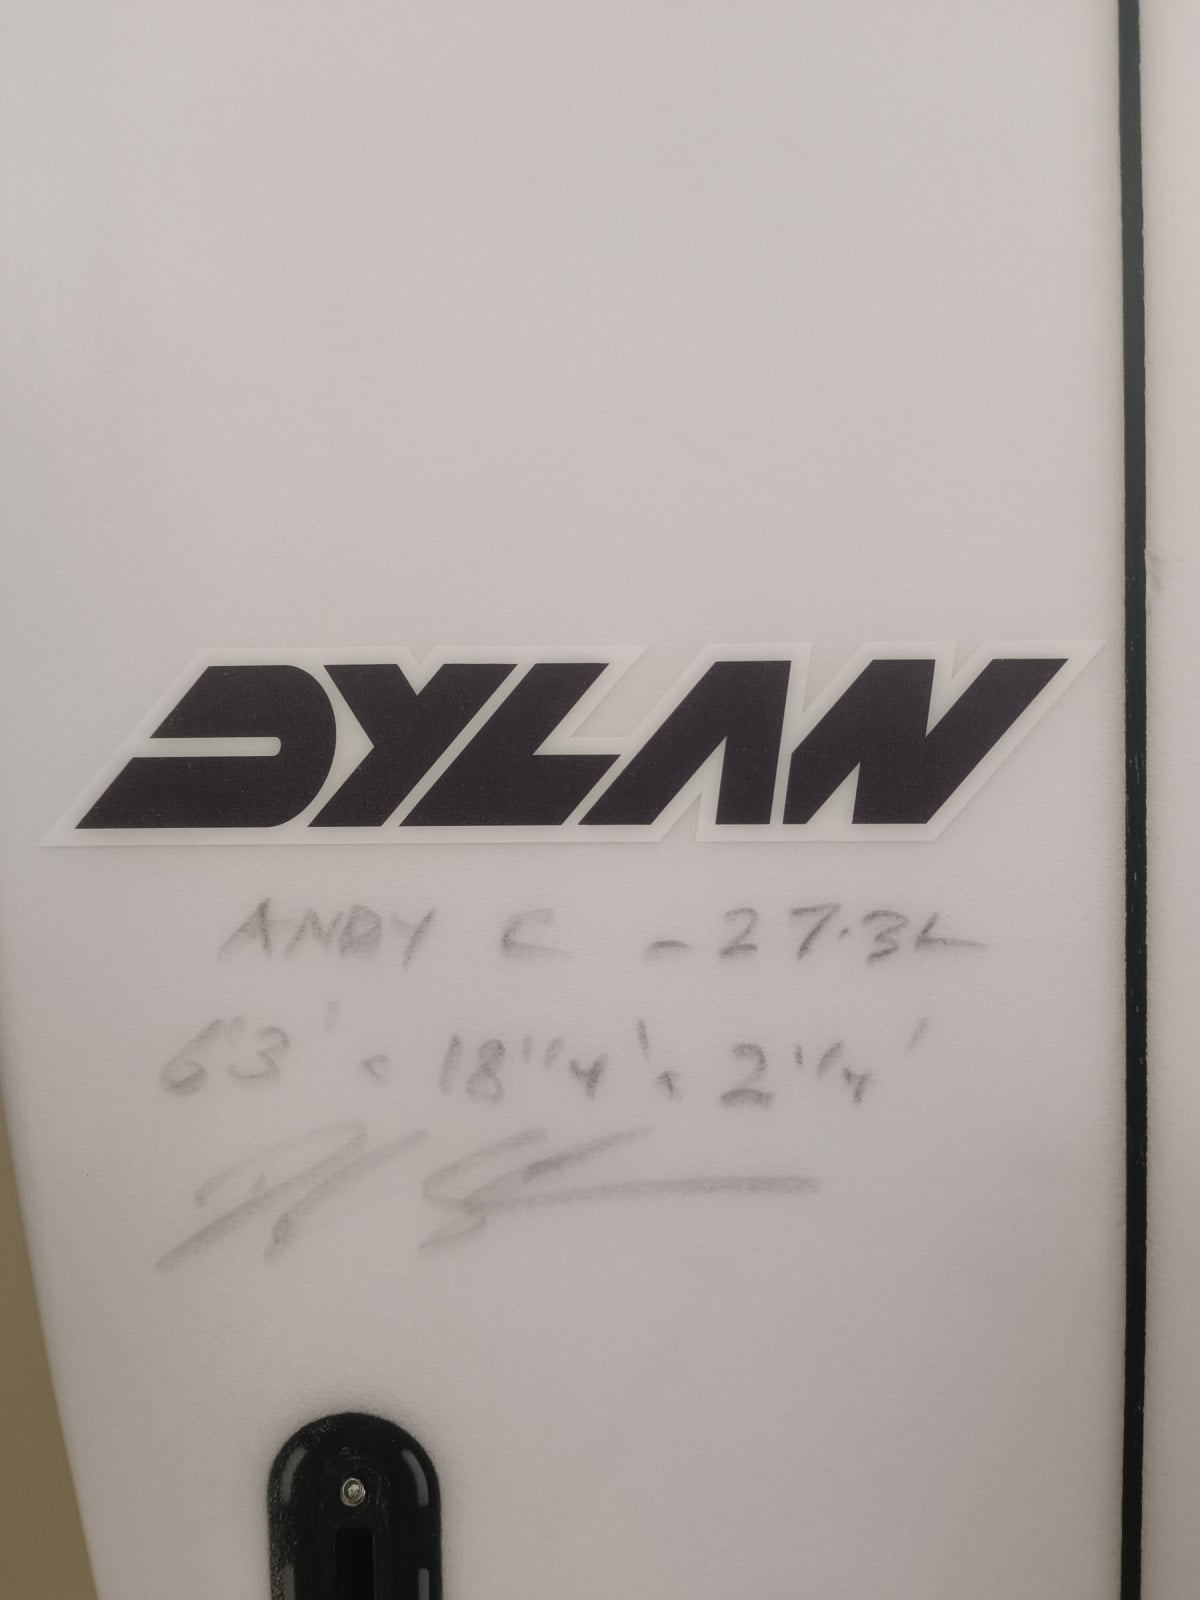 DYLAN
ANDY C - 27.3L
6'3' x 18 1/4' x 2 1/4'